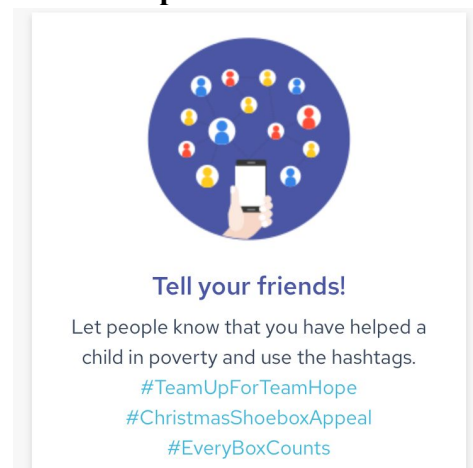 Tell your friends!
Let people know that you have helped a
child in poverty and use the hashtags.
#TeamUpForTeamHope
#ChristmasShoeboxAppeal
#EveryBoxCounts